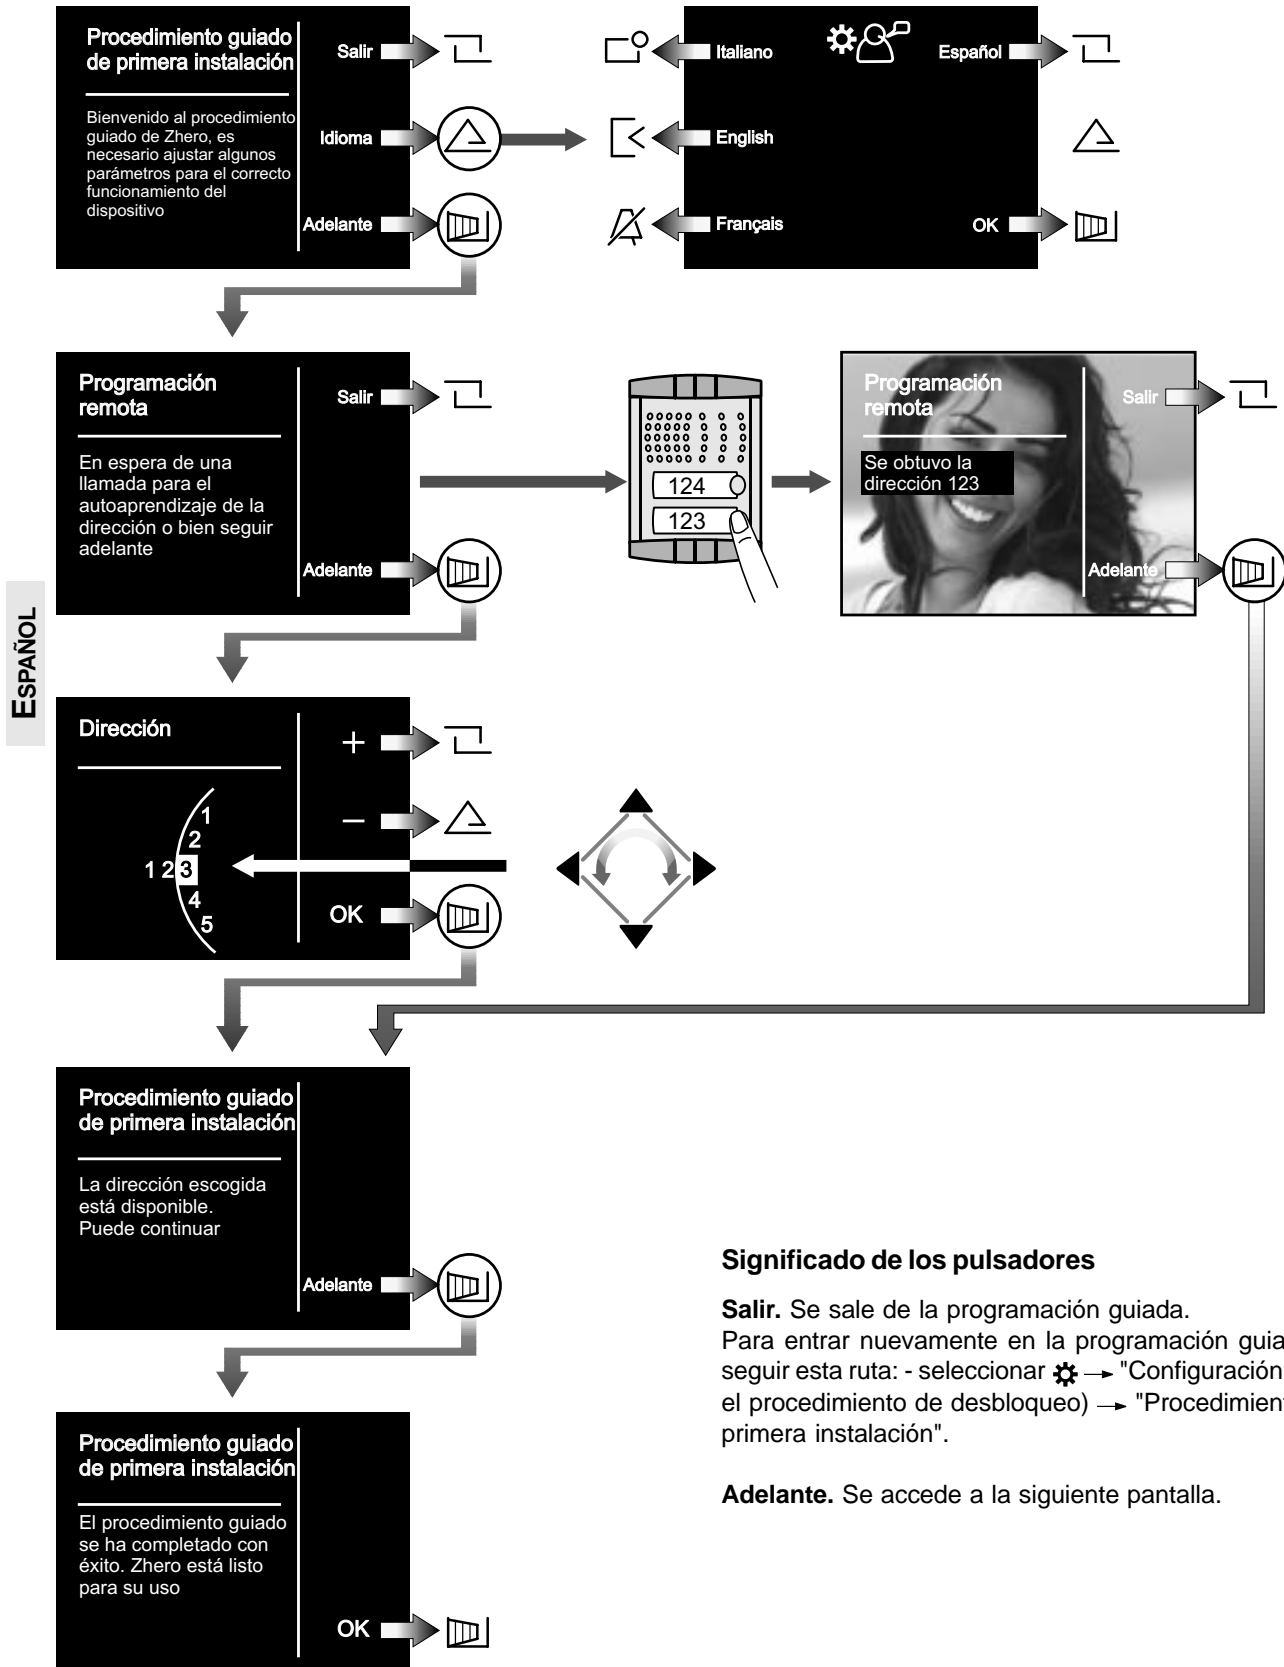 Procedimiento guiado
de primera instalación
Bienvenido al procedimiento
guiado de Zhero, es
necesario ajustar algunos
parámetros para el correcto
funcionamiento del
dispositivo
Salir
Idioma
Adelante
Italiano
English
Français
Español
OK
Programación
remota
En espera de una
llamada para el
autoaprendizaje de la
dirección o bien seguir
adelante
Salir
Adelante
124
123
Programación
remota
Se obtuvo la
dirección 123
Salir
Adelante
ESPAÑOL
Dirección
1
2
1 2 3
4
5
+
−
OK
Procedimiento guiado
de primera instalación
La dirección escogida
está disponible.
Puede continuar
Adelante
Procedimiento guiado
de primera instalación
El procedimiento guiado
se ha completado con
éxito. Zhero está listo
para su uso
OK
Significado de los pulsadores
Salir. Se sale de la programación guiada.
Para entrar nuevamente en la programación guia
seguir esta ruta: - seleccionar → "Configuración
el procedimiento de desbloqueo) → "Procedimien
primera instalación".
Adelante. Se accede a la siguiente pantalla.